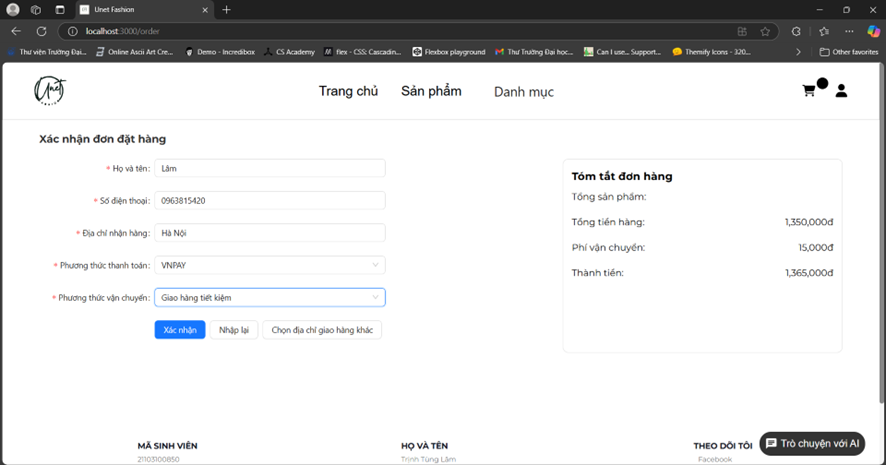 Unet Fashion
localhost:3000/order
Thư viện Trường Đại...
Online Ascii Art Cre...
Demo - Incredibox
CS Academy
flex - CSS: Cascadin...
Flexbox playground
Thư Trường Đại học...
Can I use... Support...
Themify Icons - 320...
Other favorites
Unet
Trang chủ
Sản phẩm
Danh mục
Xác nhận đơn đặt hàng
* Họ và tên: Lâm
* Số điện thoại: 0963815420
* Địa chỉ nhận hàng: Hà Nội
* Phương thức thanh toán: VNPAY
* Phương thức vận chuyển: Giao hàng tiết kiệm
Xác nhận
Nhập lại
Chọn địa chỉ giao hàng khác
Tóm tắt đơn hàng
Tổng sản phẩm:
Tổng tiền hàng: 1,350,000đ
Phí vận chuyển: 15,000đ
Thành tiền: 1,365,000đ
MÃ SINH VIÊN
21103100850
HỌ VÀ TÊN
Trịnh Tùng Lâm
THEO DÕI TÔI
Facebook
Trò chuyện với AI